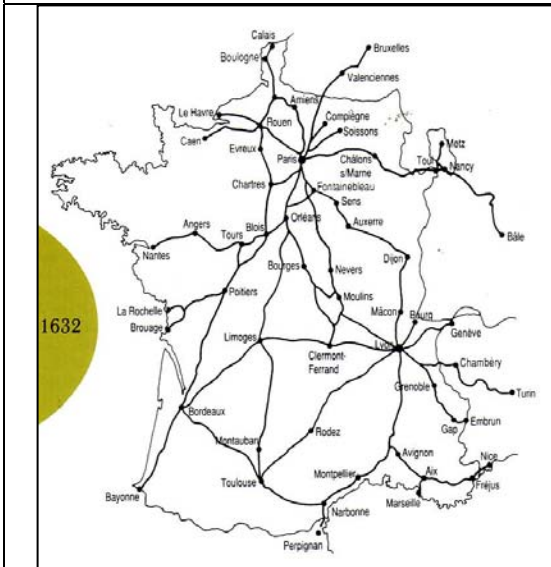 Calais
Bruxelles
Boulogne
Valenciennes
Amiens
Le Havre
Compiègne
Rouen
Soissons
Caen
Evreux
Metz
Paris
Châlons
s/Marne
Toul
Nancy
Chartres
Fontainebleau
Sens
Orléans
Angers
Blois
Auxerre
Tours
Bâle
Nantes
Dijon
Bourges
Nevers
Poitiers
Moulins
La Rochelle
Mâcon
Bourg
1632
Brouage
Genève
Limoges
Lyon
Clermont-
Ferrand
Chambéry
Grenoble
Turin
Bordeaux
Embrun
Gap
Rodez
Montauban
Avignon
Nice
Toulouse
Montpellier
Aix
Fréjus
Bayonne
Marseille
Narbonne
Perpignan